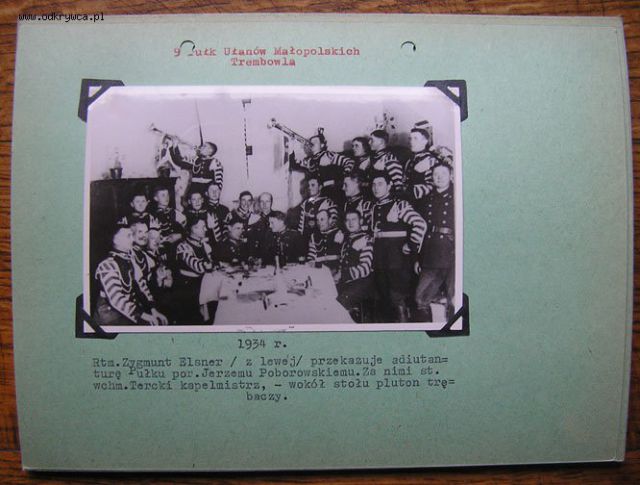 www.odkrywca.pl
9 Pułk Ułanów Małopolskich
Trembowla
1934 r.
Rtm.Zygmunt Elsner / z lewej/ przekazuje adiutan=
turę Pułku por.Jerzemu Poborowskiemu.Za nimi st.
wchm.Tercki kapelmistrz, - wokół stołu pluton trę=
baczy.